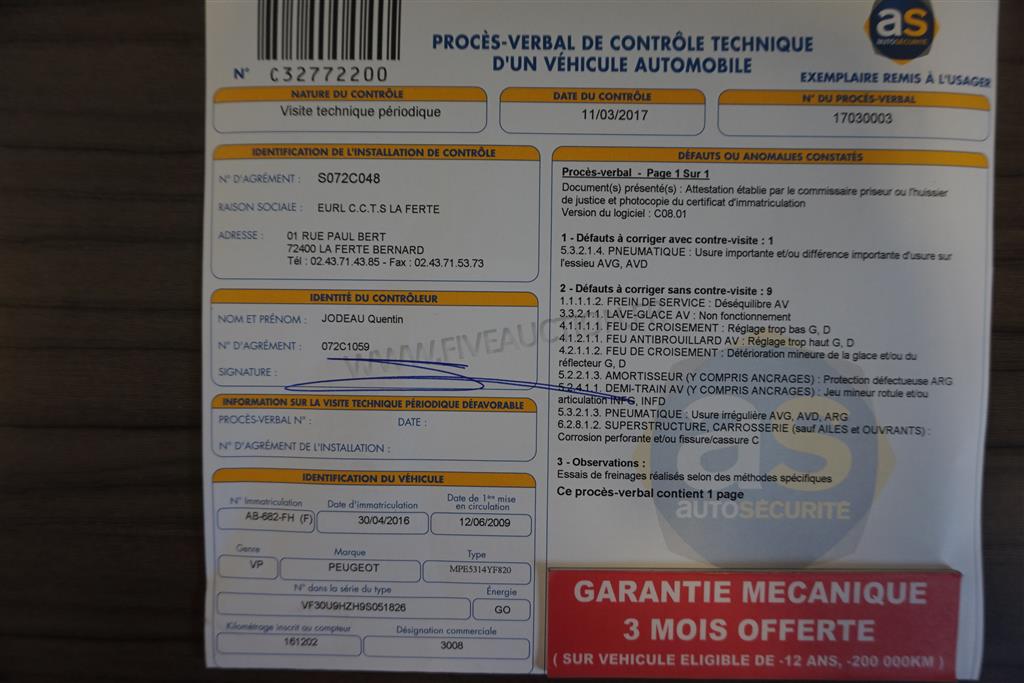 as
AUTOSÉCURITÉ
PROCÈS-VERBAL DE CONTRÔLE TECHNIQUE
D'UN VÉHICULE AUTOMOBILE
N° C32772200
EXEMPLAIRE REMIS À L'USAGER
NATURE DU CONTRÔLE
Visite technique périodique
DATE DU CONTRÔLE
11/03/2017
N° DU PROCÈS-VERBAL
17030003
IDENTIFICATION DE L'INSTALLATION DE CONTRÔLE
N° D'AGRÉMENT : S072C048
RAISON SOCIALE : EURL C.C.T.S LA FERTE
ADRESSE : 01 RUE PAUL BERT
72400 LA FERTE BERNARD
Tél : 02.43.71.43.85 - Fax : 02.43.71.53.73
IDENTITÉ DU CONTRÔLEUR
NOM ET PRÉNOM : JODEAU Quentin
N° D'AGRÉMENT : 072C1059
SIGNATURE :
INFORMATION SUR LA VISITE TECHNIQUE PÉRIODIQUE DÉFAVORABLE
PROCÈS-VERBAL N° : DATE :
N° D'AGRÉMENT DE L'INSTALLATION :
IDENTIFICATION DU VÉHICULE
N° Immatriculation
AB-682-FH (F)
Date d'immatriculation
30/04/2016
Date de 1ère mise
en circulation
12/06/2009
Genre
VP
Marque
PEUGEOT
Type
MPE5314YF820
N° dans la série du type
VF30U9HZH9S051826
Énergie
GO
Kilométrage inscrit au compteur
161202
Désignation commerciale
3008
DÉFAUTS OU ANOMALIES CONSTATÉS
Procès-verbal - Page 1 Sur 1
Document(s) présenté(s) : Attestation établie par le commissaire priseur ou l'huissier
de justice et photocopie du certificat d'immatriculation
Version du logiciel : C08.01
1 - Défauts à corriger avec contre-visite : 1
5.3.2.1.4. PNEUMATIQUE : Usure importante et/ou différence importante d'usure sur
l'essieu AVG, AVD
2 - Défauts à corriger sans contre-visite : 9
1.1.1.1.2. FREIN DE SERVICE : Déséquilibre AV
3.3.2.1.1. LAVE-GLACE AV : Non fonctionnement
4.1.1.1.1. FEU DE CROISEMENT : Réglage trop bas G, D
4.1.2.1.1. FEU ANTIBROUILLARD AV : Réglage trop haut G, D
4.2.1.1.2. FEU DE CROISEMENT : Détérioration mineure de la glace et/ou du
réflecteur G, D
5.2.2.1.3. AMORTISSEUR (Y COMPRIS ANCRAGES) : Protection défectueuse ARG
5.2.4.1.1. DEMI-TRAIN AV (Y COMPRIS ANCRAGES) : Jeu mineur rotule et/ou
articulation INFG, INFD
5.3.2.1.3. PNEUMATIQUE : Usure irrégulière AVG, AVD, ARG
6.2.8.1.2. SUPERSTRUCTURE, CARROSSERIE (sauf AILES et OUVRANTS) :
Corrosion perforante et/ou fissure/cassure C
3 - Observations :
Essais de freinages réalisés selon des méthodes spécifiques
Ce procès-verbal contient 1 page
as
AUTOSÉCURITÉ
GARANTIE MECANIQUE
3 MOIS OFFERTE
( SUR VEHICULE ELIGIBLE DE -12 ANS, -200 000KM )